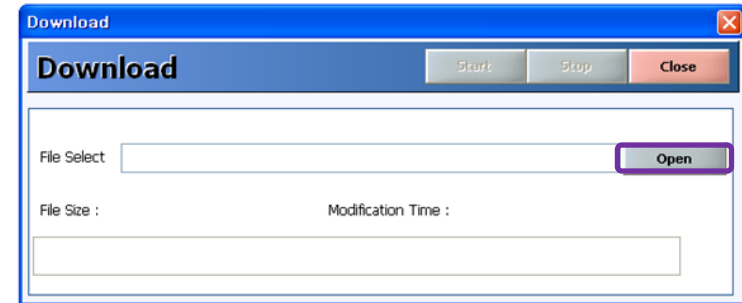 Download
Download Start Stop Close
File Select Open
File Size : Modification Time :